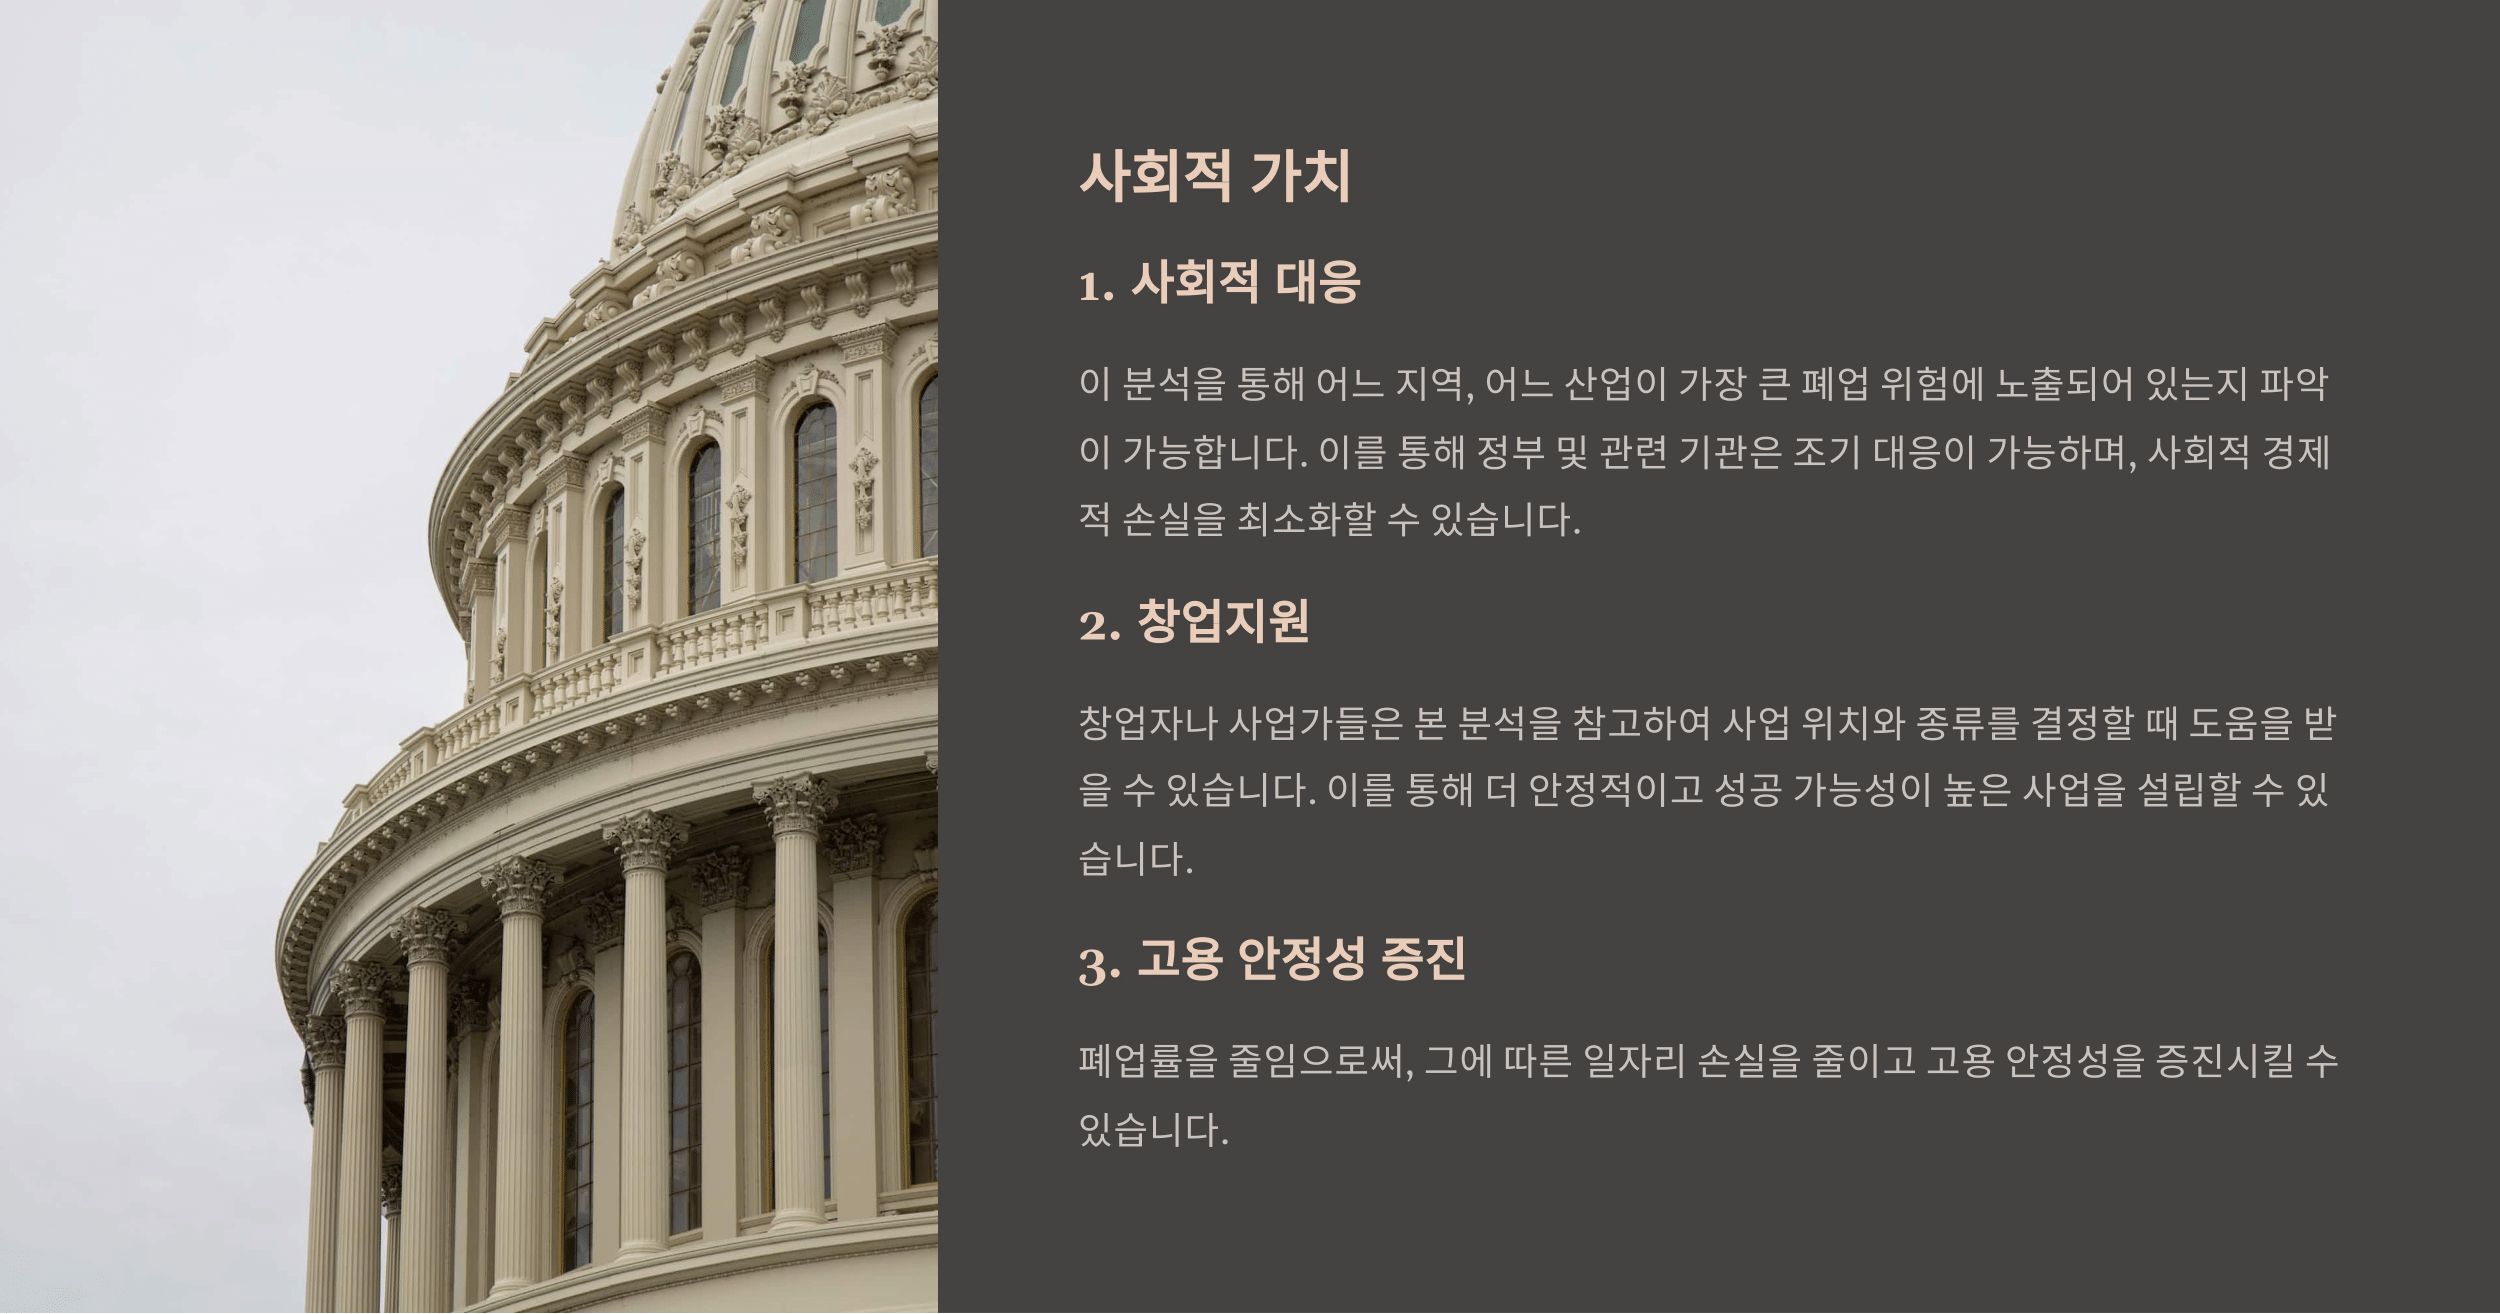 사회적 가치
1. 사회적 대응
이 분석을 통해 어느 지역, 어느 산업이 가장 큰 폐업 위험에 노출되어 있는지 파악
이 가능합니다. 이를 통해 정부 및 관련 기관은 조기 대응이 가능하며, 사회적 경제
적 손실을 최소화할 수 있습니다.
2. 창업지원
창업자나 사업가들은 본 분석을 참고하여 사업 위치와 종류를 결정할 때 도움을 받
을 수 있습니다. 이를 통해 더 안정적이고 성공 가능성이 높은 사업을 설립할 수 있
습니다.
3. 고용 안정성 증진
폐업률을 줄임으로써, 그에 따른 일자리 손실을 줄이고 고용 안정성을 증진시킬 수
있습니다.